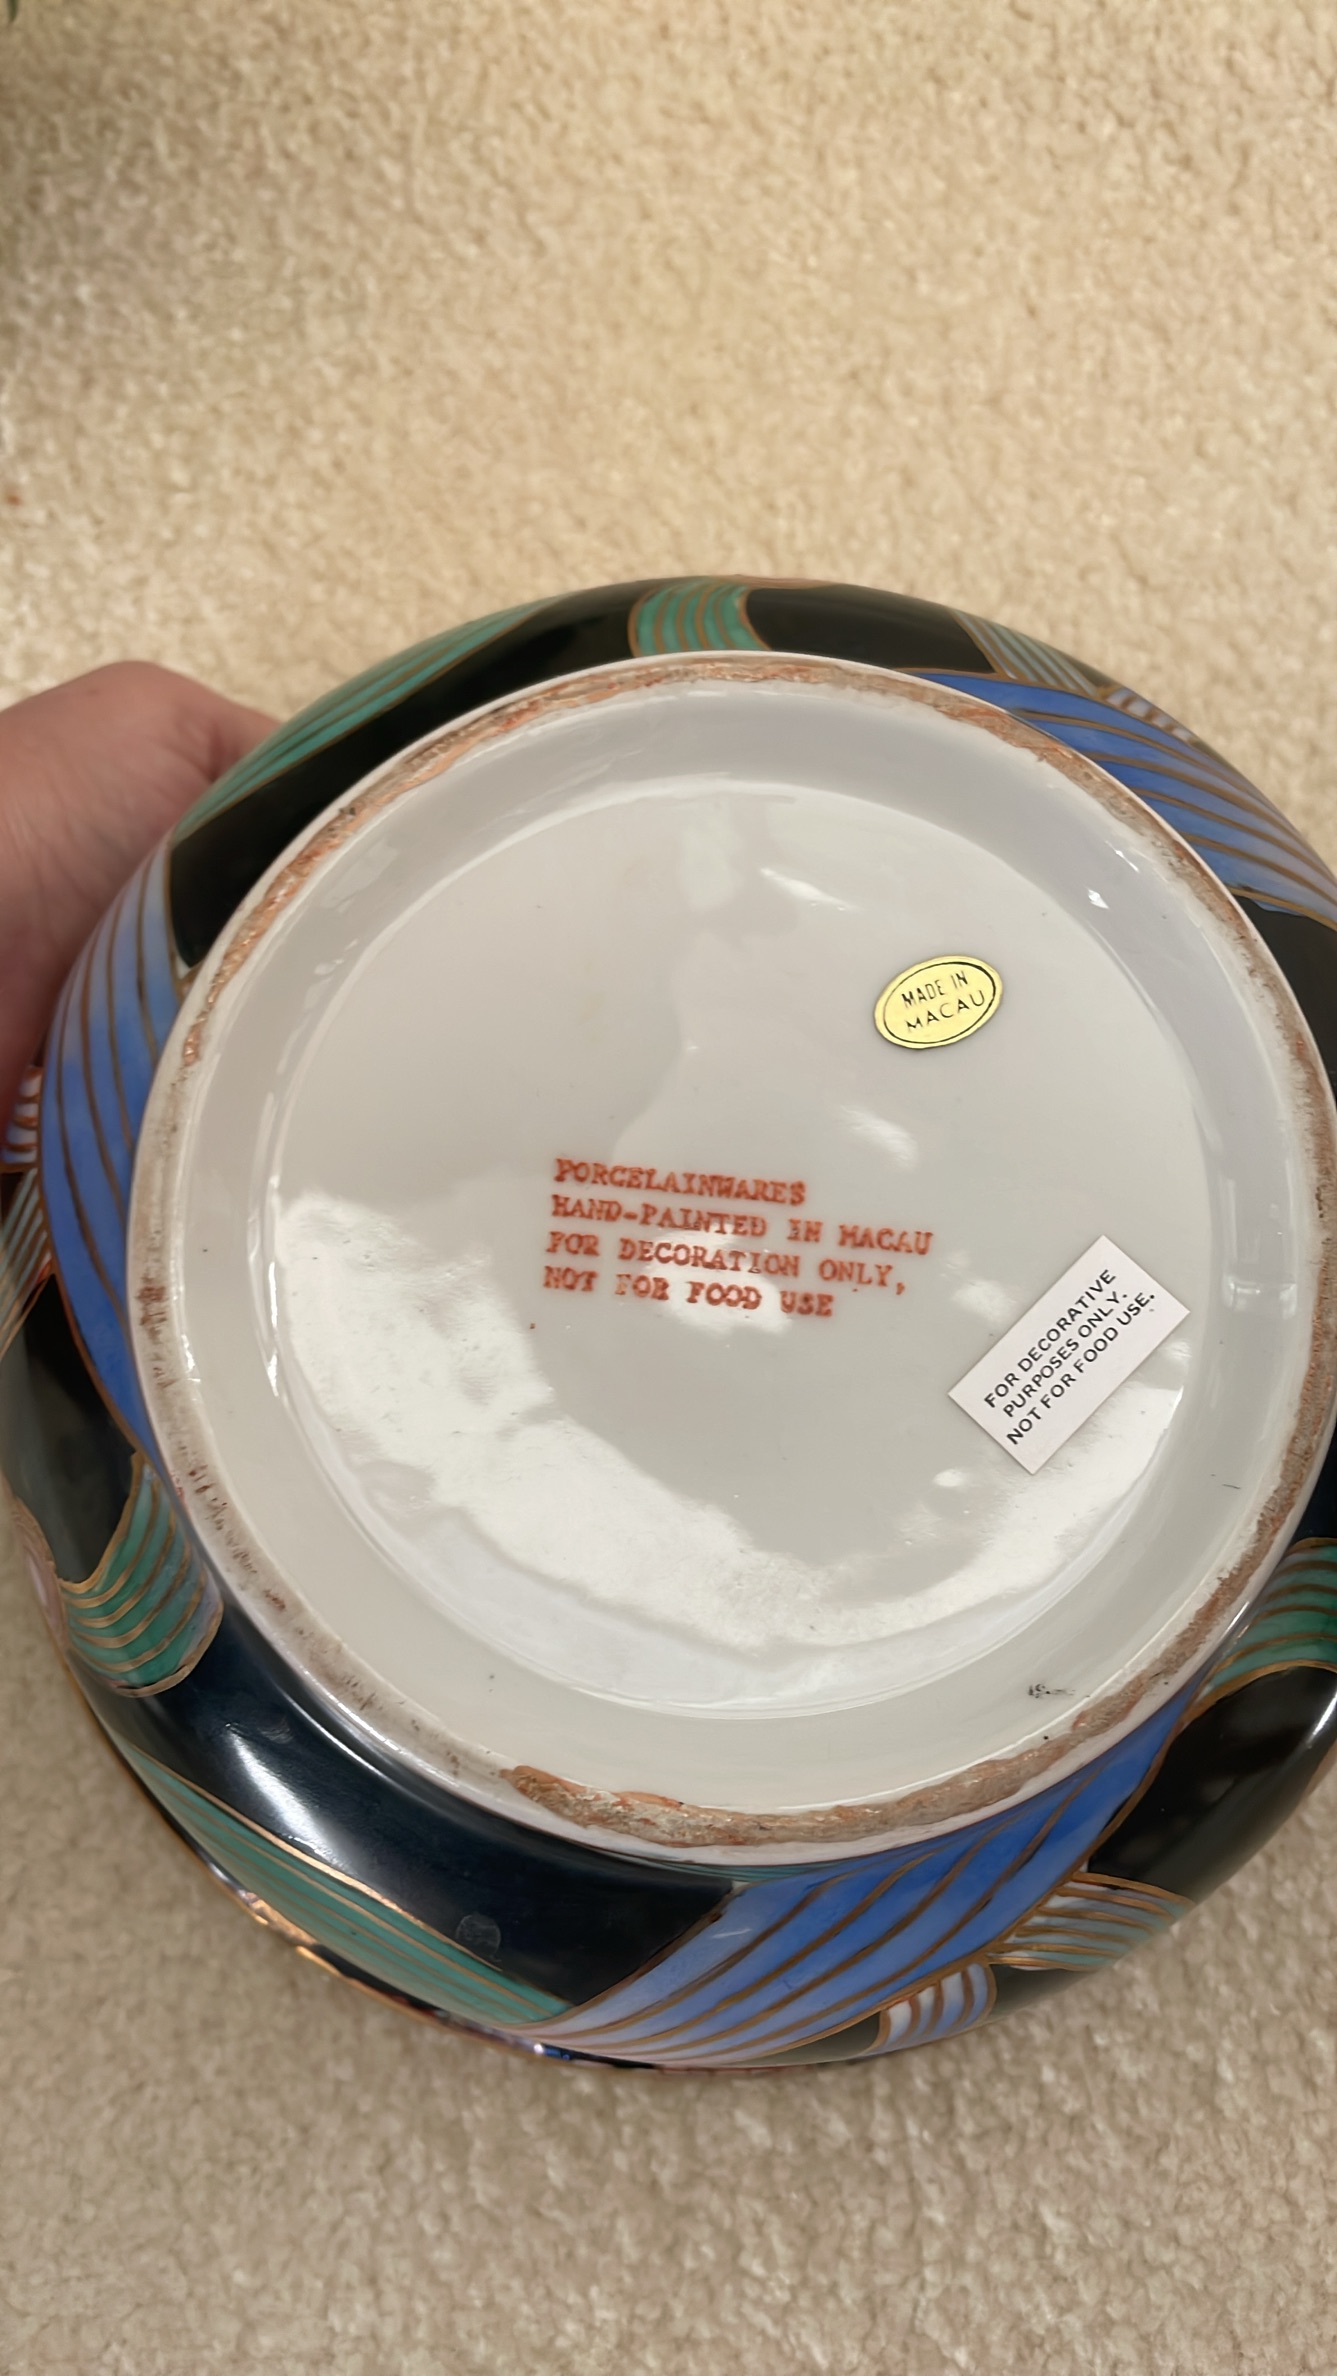 MADE IN
MACAU
PORCELAINWARES
HAND-PAINTED IN MACAU
FOR DECORATION ONLY,
NOT FOR FOOD USE
FOR DECORATIVE
PURPOSES ONLY.
NOT FOR FOOD USE.